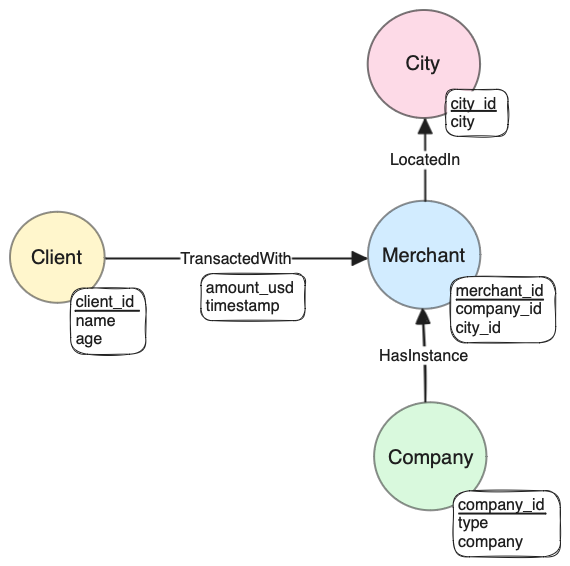 City
city_id
city
LocatedIn
Client
client_id
name
age
TransactedWith
amount_usd
timestamp
Merchant
merchant_id
company_id
city_id
HasInstance
Company
company_id
type
company